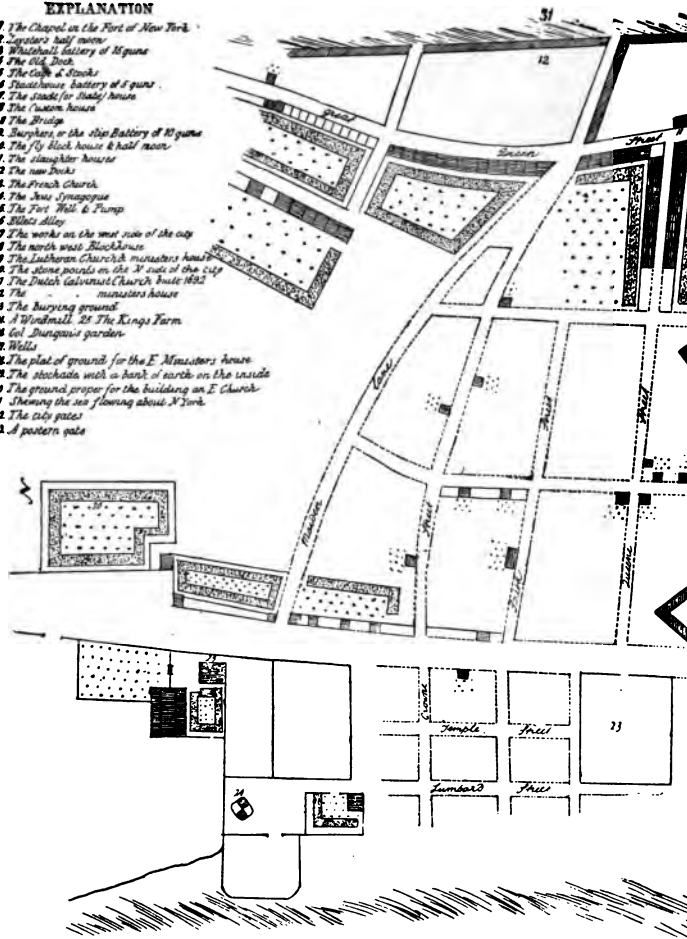 EXPLANATION
The Chapel in the Fort of New York
Leysters half moon
Whitehall battery of 15 guns
The Old Dock
The Cage & Stocks
Stadthouse battery of 5 guns
The Stadt (or State) house
The Custom house
The Bridge
Burghers, or the slip Battery of 10 guns
The fly block house & half moon
The slaughter houses
The new Docks
The French Church
The Jews Synagogue
The Fort Well & Pump
Ellets Alley
The works on the west side of the city
The north west Blockhouse
The Lutheran Church & ministers house
The stone points on the N side of the city
The Dutch Calvinist Church built 1692
The ministers house
The Burying ground
A Windmill 25 The Kings Farm
Col Dungan's garden
Wells
The plat of ground for the E Ministers house
The stockade with a bank of earth on the inside
The ground proper for the building an E Church
Shewing the sea flowing about N York
The city gates
A postern gate
31
12
Great
Queen
Street
11
Lane
Maiden
Street
Street
Street
Queene
Crowne
Temple Street
23
24
Lumbard Street